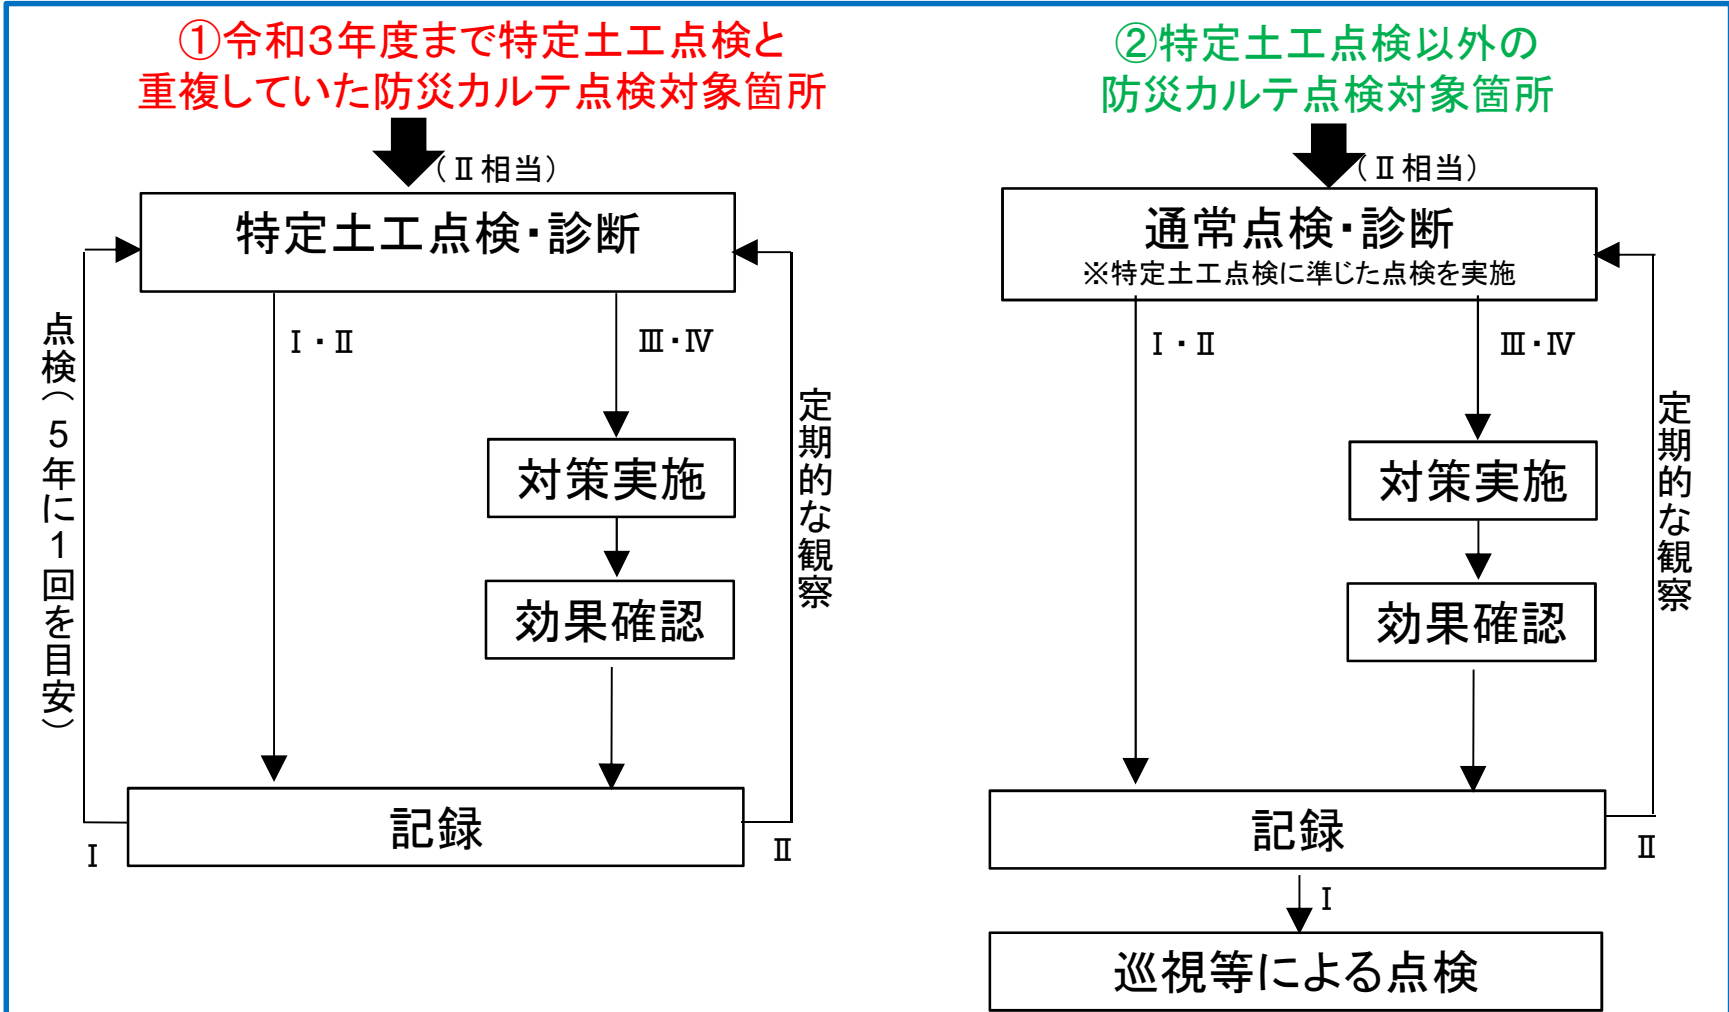 ①令和3年度まで特定土工点検と
重複していた防災カルテ点検対象箇所
(Ⅱ相当)
特定土工点検・診断
Ⅰ・Ⅱ
Ⅲ・Ⅳ
点検(5年に1回を目安)
定期的な観察
対策実施
効果確認
記録
Ⅰ
Ⅱ
②特定土工点検以外の
防災カルテ点検対象箇所
(Ⅱ相当)
通常点検・診断
※特定土工点検に準じた点検を実施
Ⅰ・Ⅱ
Ⅲ・Ⅳ
定期的な観察
対策実施
効果確認
記録
Ⅱ
Ⅰ
巡視等による点検